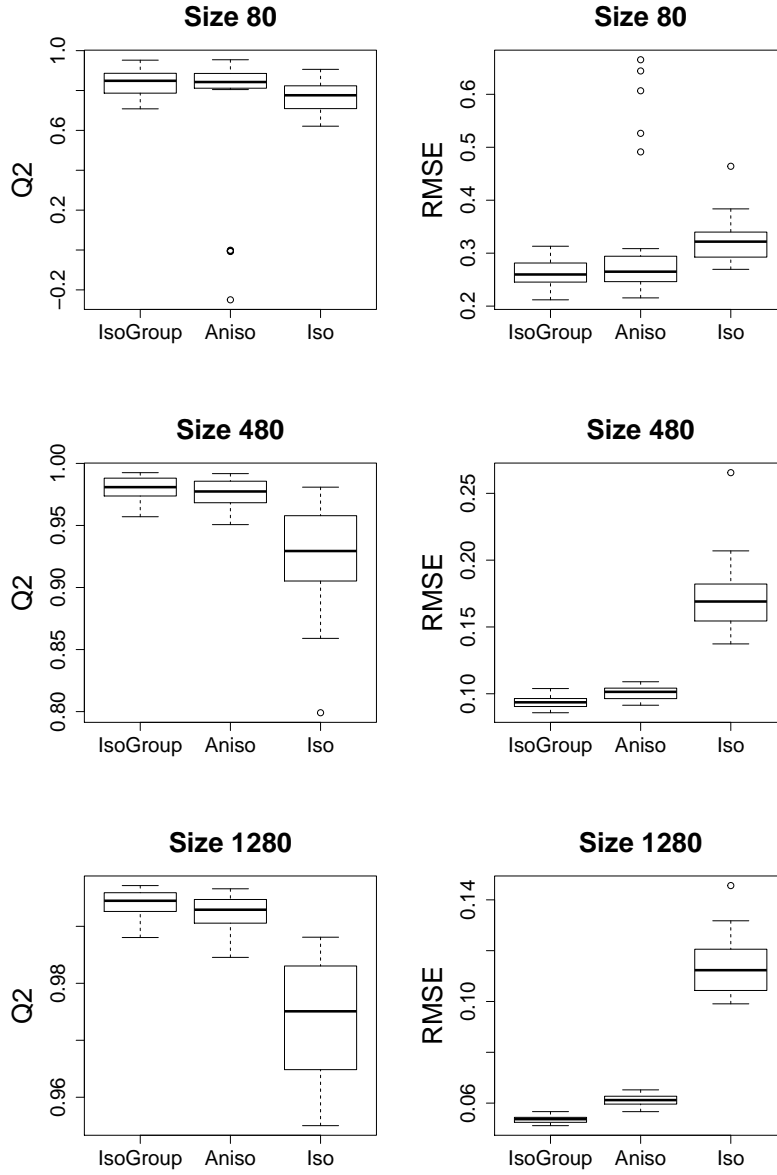 Size 80
Q2
1.0
0.6
0.2
−0.2
IsoGroup Aniso Iso
Size 80
RMSE
0.6
0.5
0.4
0.3
0.2
IsoGroup Aniso Iso
Size 480
Q2
1.00
0.95
0.90
0.85
0.80
IsoGroup Aniso Iso
Size 480
RMSE
0.25
0.20
0.15
0.10
IsoGroup Aniso Iso
Size 1280
Q2
0.98
0.96
IsoGroup Aniso Iso
Size 1280
RMSE
0.14
0.10
0.06
IsoGroup Aniso Iso